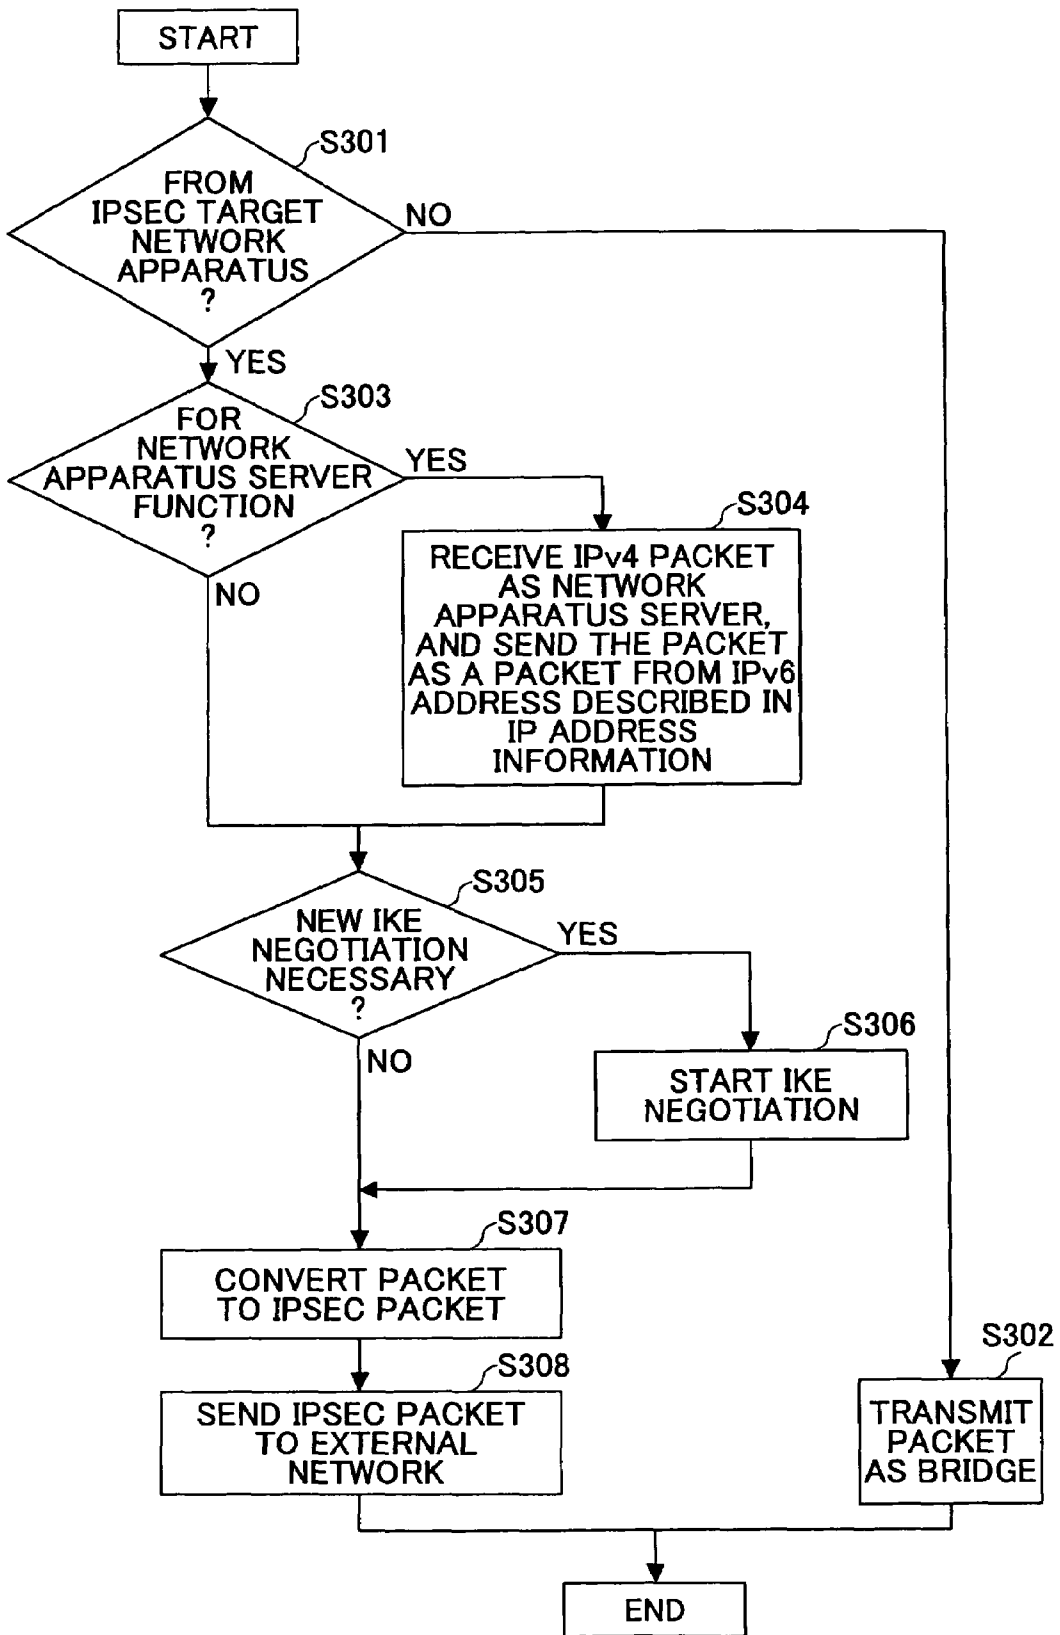 START
S301
FROM
IPSEC TARGET
NETWORK
APPARATUS
?
NO
YES
S303
FOR
NETWORK
APPARATUS SERVER
FUNCTION
?
YES
NO
S304
RECEIVE IPv4 PACKET
AS NETWORK
APPARATUS SERVER,
AND SEND THE PACKET
AS A PACKET FROM IPv6
ADDRESS DESCRIBED IN
IP ADDRESS
INFORMATION
S305
NEW IKE
NEGOTIATION
NECESSARY
?
YES
NO
S306
START IKE
NEGOTIATION
S307
CONVERT PACKET
TO IPSEC PACKET
S308
SEND IPSEC PACKET
TO EXTERNAL
NETWORK
S302
TRANSMIT
PACKET
AS BRIDGE
END